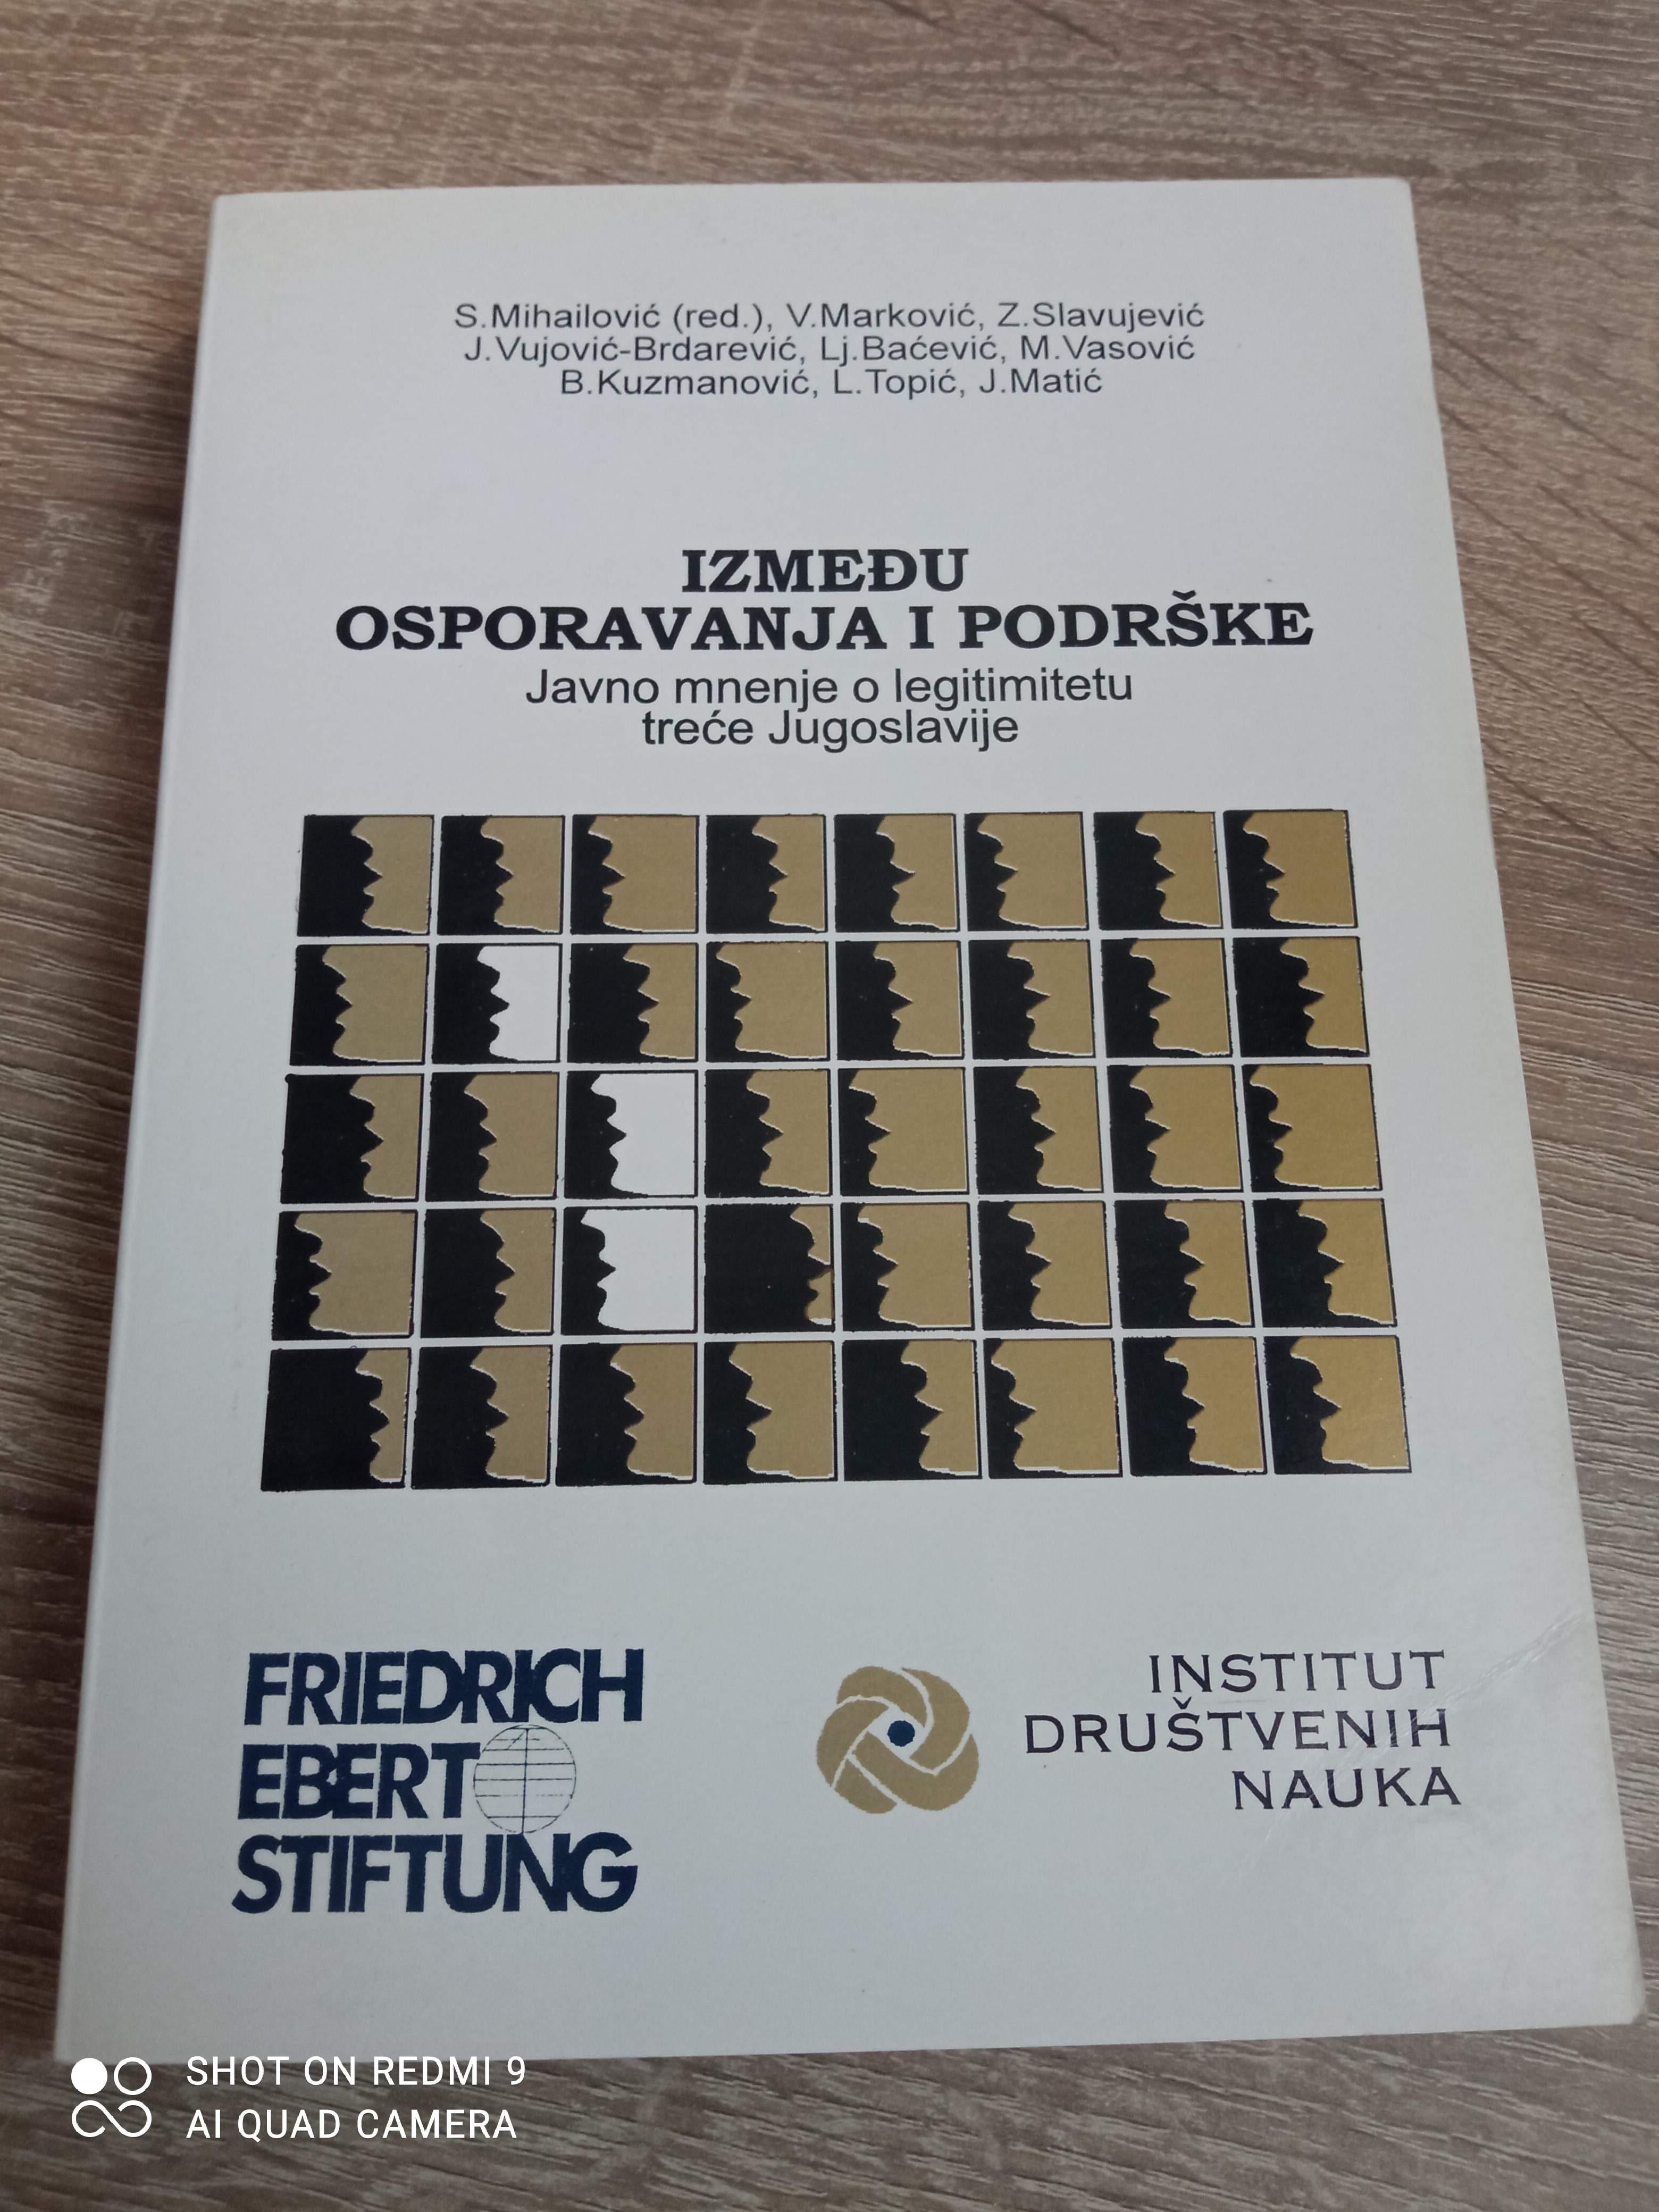 S.Mihailović (red.), V.Marković, Z.Slavujević
J.Vujović-Brdarević, Lj.Baćević, M.Vasović
B.Kuzmanović, L.Topić, J.Matić
IZMEĐU
OSPORAVANJA I PODRŠKE
Javno mnenje o legitimitetu
treće Jugoslavije
FRIEDRICH
EBERT
STIFTUNG
INSTITUT
DRUŠTVENIH
NAUKA
SHOT ON REDMI 9
AI QUAD CAMERA